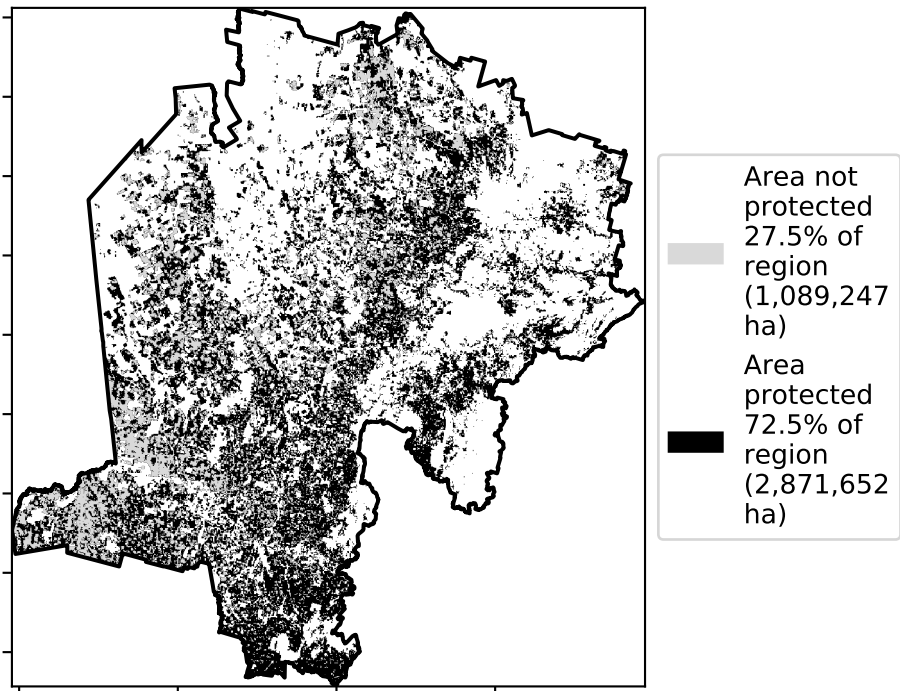 Area not
protected
27.5% of
region
(1,089,247
ha)
Area
protected
72.5% of
region
(2,871,652
ha)